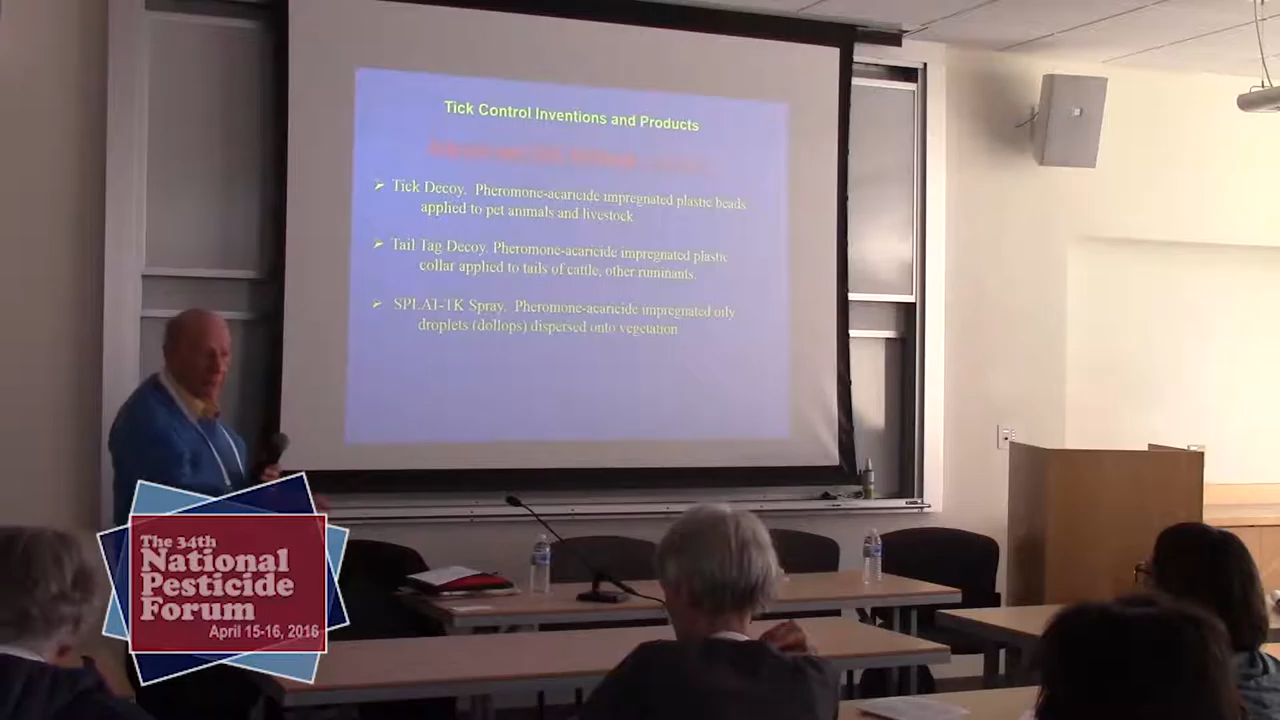 Tick Control Inventions and Products
➢ Tick Decoy. Pheromone-acaricide impregnated plastic beads
applied to pet animals and livestock
➢ Tail Tag Decoy. Pheromone-acaricide impregnated plastic
collar applied to tails of cattle, other ruminants.
➢ SPLAT-TK Spray. Pheromone-acaricide impregnated oily
droplets (dollops) dispersed onto vegetation
The 34th
National
Pesticide
Forum
April 15-16, 2016